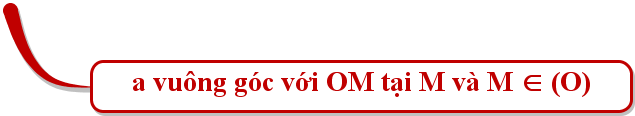 a vuông góc với OM tại M và M ∈ (O)